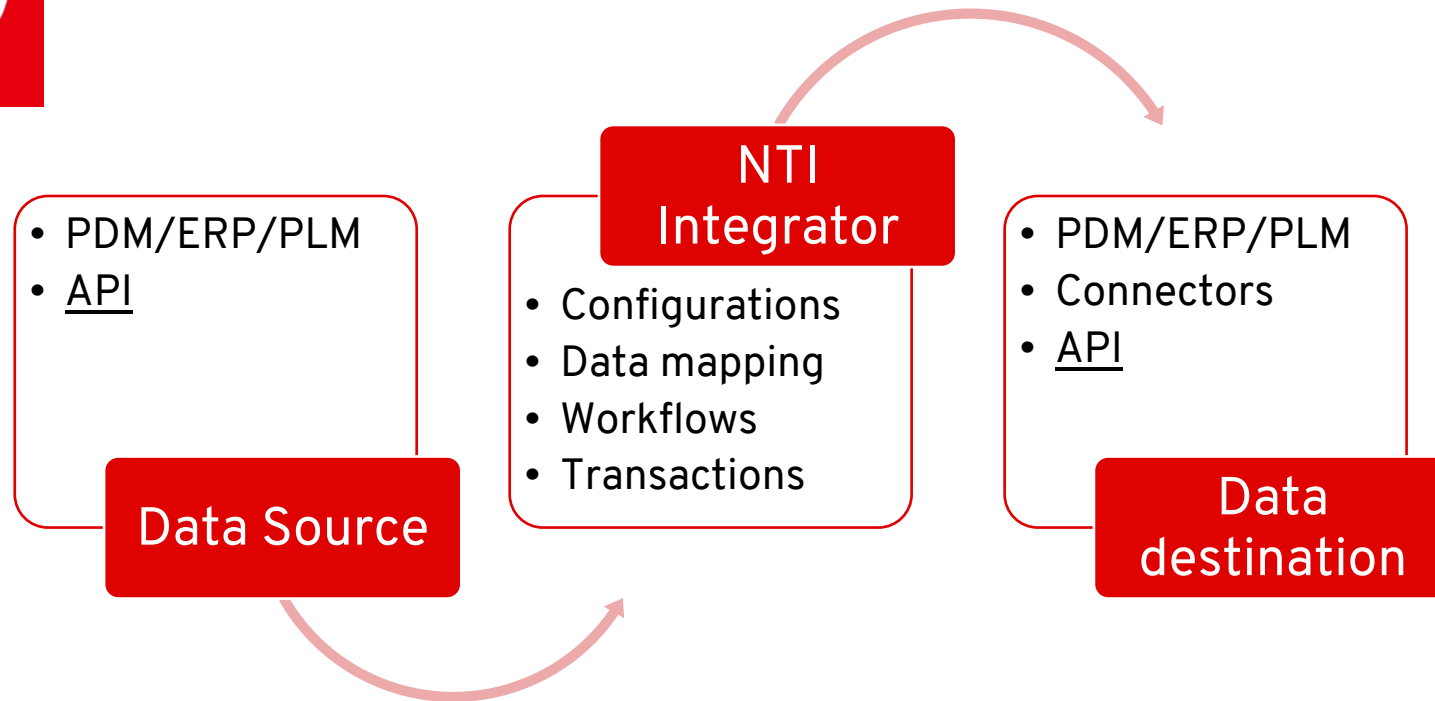 • PDM/ERP/PLM
• API
Data Source
NTI
Integrator
• Configurations
• Data mapping
• Workflows
• Transactions
• PDM/ERP/PLM
• Connectors
• API
Data
destination